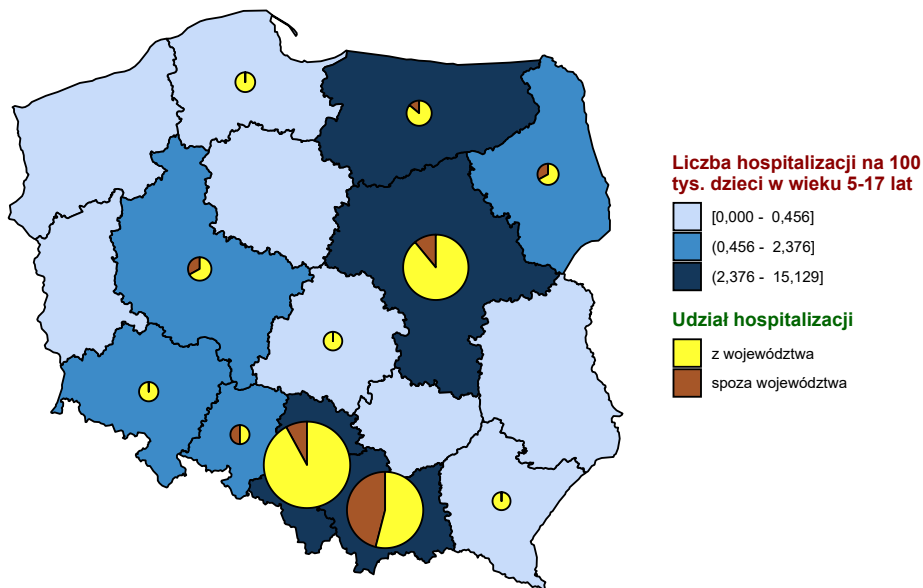 Liczba hospitalizacji na 100
tys. dzieci w wieku 5-17 lat
[0,000 - 0,456]
(0,456 - 2,376]
(2,376 - 15,129]
Udział hospitalizacji
z województwa
spoza województwa